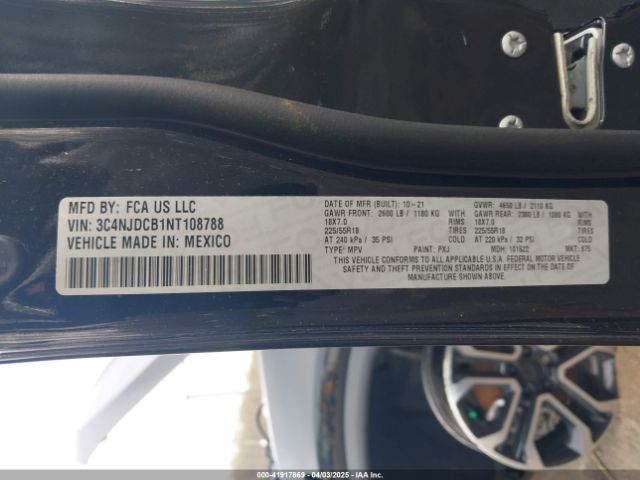 MFD BY: FCA US LLC
VIN: 3C4NJDCB1NT108788
VEHICLE MADE IN: MEXICO
DATE OF MFR (BUILT): 10-21 GVWR: 4650 LB / 2110 KG
GAWR FRONT: 2600 LB / 1180 KG WITH GAWR REAR: 2380 LB / 1080 KG WITH
18X7.0 RIMS 18X7.0 RIMS
225/55R18 TIRES 225/55R18 TIRES
AT 240 kPa / 35 PSI COLD AT 220 kPa / 32 PSI COLD
TYPE: MPV PAINT: PXJ MDH: 101522 MKT: 875
THIS VEHICLE CONFORMS TO ALL APPLICABLE U.S.A. FEDERAL MOTOR VEHICLE
SAFETY AND THEFT PREVENTION STANDARDS IN EFFECT ON THE DATE OF
MANUFACTURE SHOWN ABOVE.
000-41917869 - 04/03/2025 - IAA Inc. Copyright